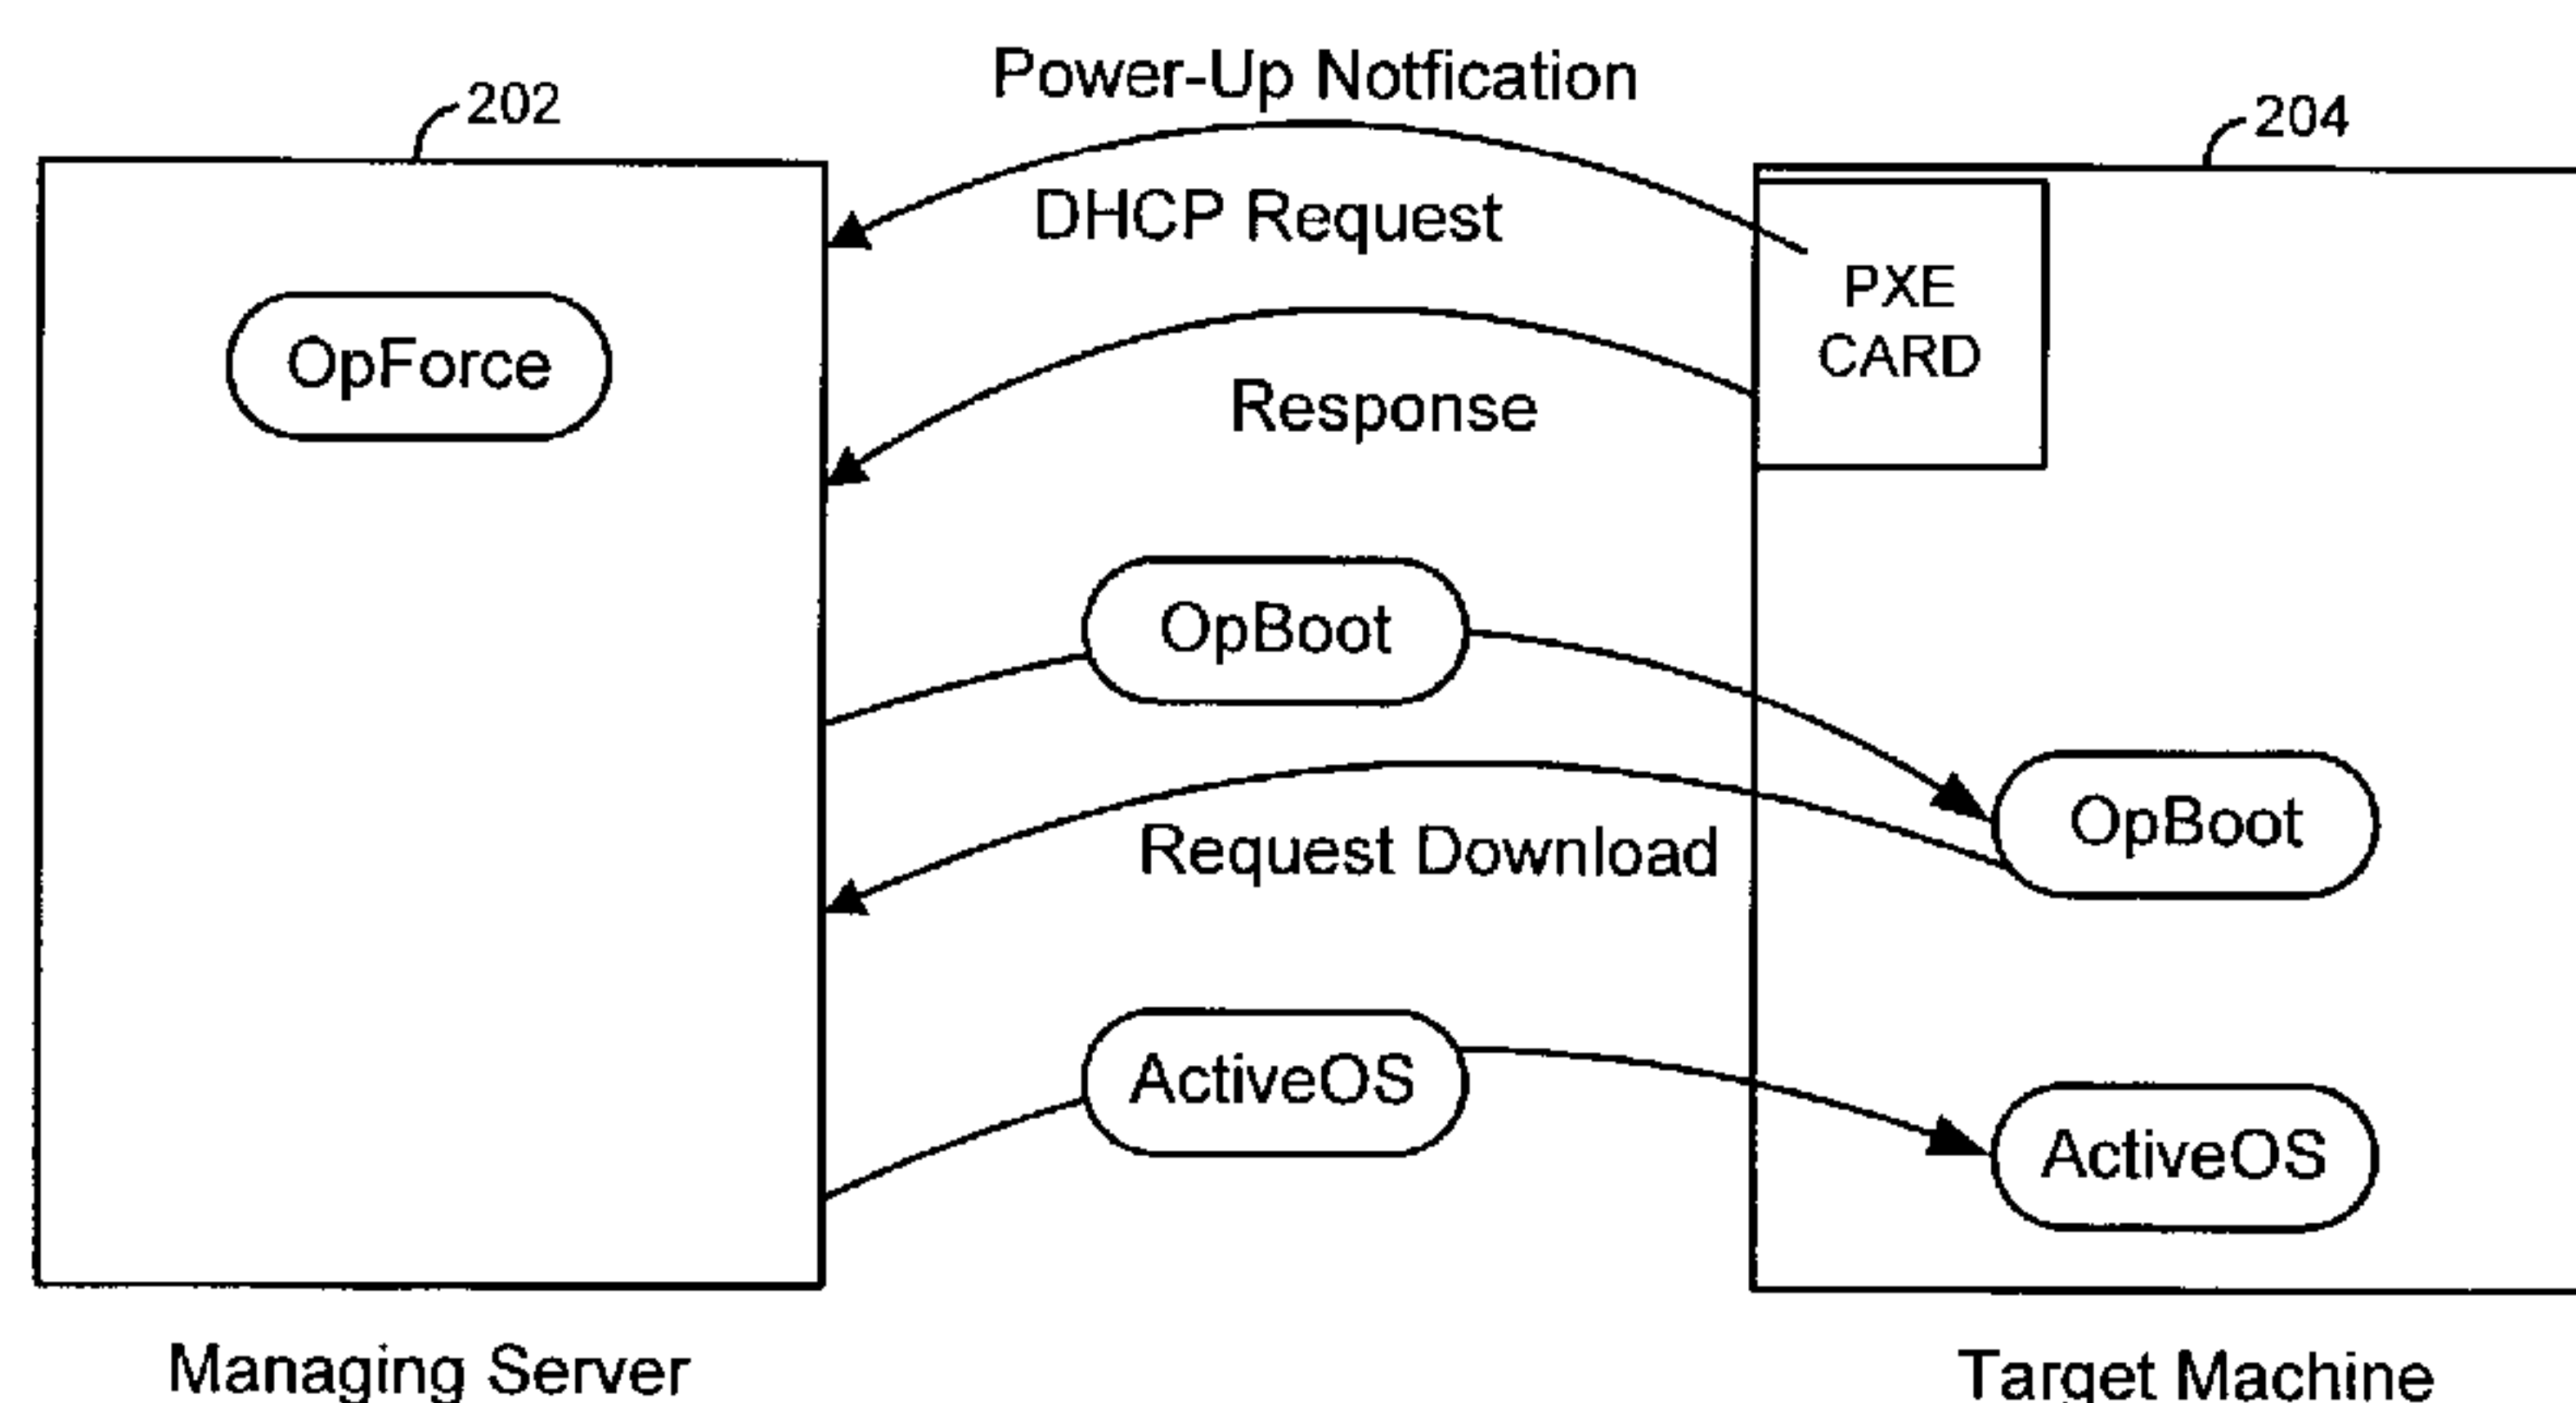 Power-Up Notfication
202
204
DHCP Request
PXE
CARD
OpForce
Response
OpBoot
OpBoot
Request Download
ActiveOS
ActiveOS
Managing Server
Target Machine